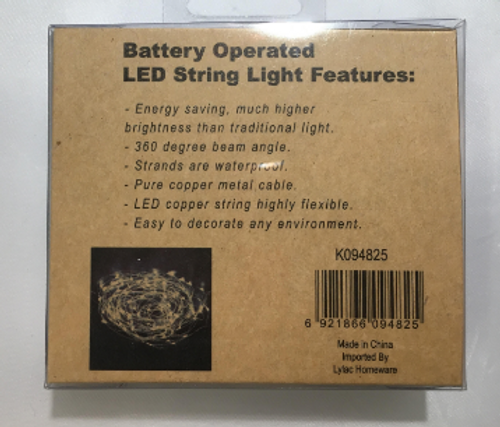 Battery Operated
LED String Light Features:
- Energy saving, much higher
brightness than traditional light.
- 360 degree beam angle.
- Strands are waterproof.
- Pure copper metal cable.
- LED copper string highly flexible.
- Easy to decorate any environment.
K094825
6 921866 094825
Made in China
Imported By
Lylac Homeware